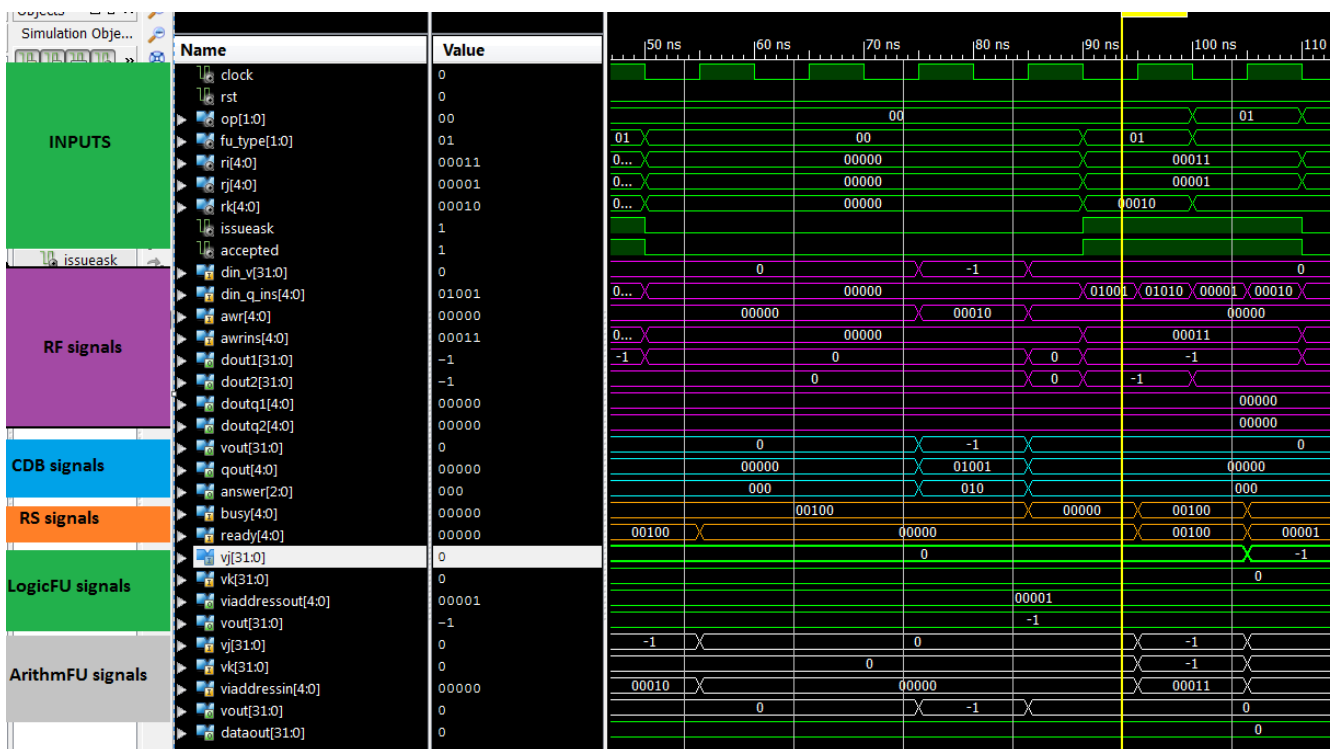 Objects
Simulation Obje...
»
issueask
INPUTS
RF signals
CDB signals
RS signals
LogicFU signals
ArithmFU signals
Name Value 50 ns 60 ns 70 ns 80 ns 90 ns 100 ns 110
clock 0
rst 0
op[1:0] 00 00 01
fu_type[1:0] 01 01 00 01
ri[4:0] 00011 0... 00000 00011
rj[4:0] 00001 0... 00000 00001
rk[4:0] 00010 0... 00000 00010
issueask 1
accepted 1
din_v[31:0] 0 0 -1 0
din_q_ins[4:0] 01001 0... 00000 01001 01010 00001 00010
awr[4:0] 00000 00000 00010 00000
awrins[4:0] 00011 0... 00000 00011
dout1[31:0] -1 -1 0 0 -1
dout2[31:0] -1 0 0 -1
doutq1[4:0] 00000 00000
doutq2[4:0] 00000 00000
vout[31:0] 0 0 -1 0
qout[4:0] 00000 00000 01001 00000
answer[2:0] 000 000 010 000
busy[4:0] 00000 00100 00000 00100
ready[4:0] 00000 00100 00000 00100 00001
vj[31:0] 0 0 -1
vk[31:0] 0 0
viaddressout[4:0] 00001 00001
vout[31:0] -1 -1
vj[31:0] 0 -1 0 -1
vk[31:0] 0 0 -1
viaddressin[4:0] 00000 00010 00000 00011
vout[31:0] 0 0 -1 0
dataout[31:0] 0 0